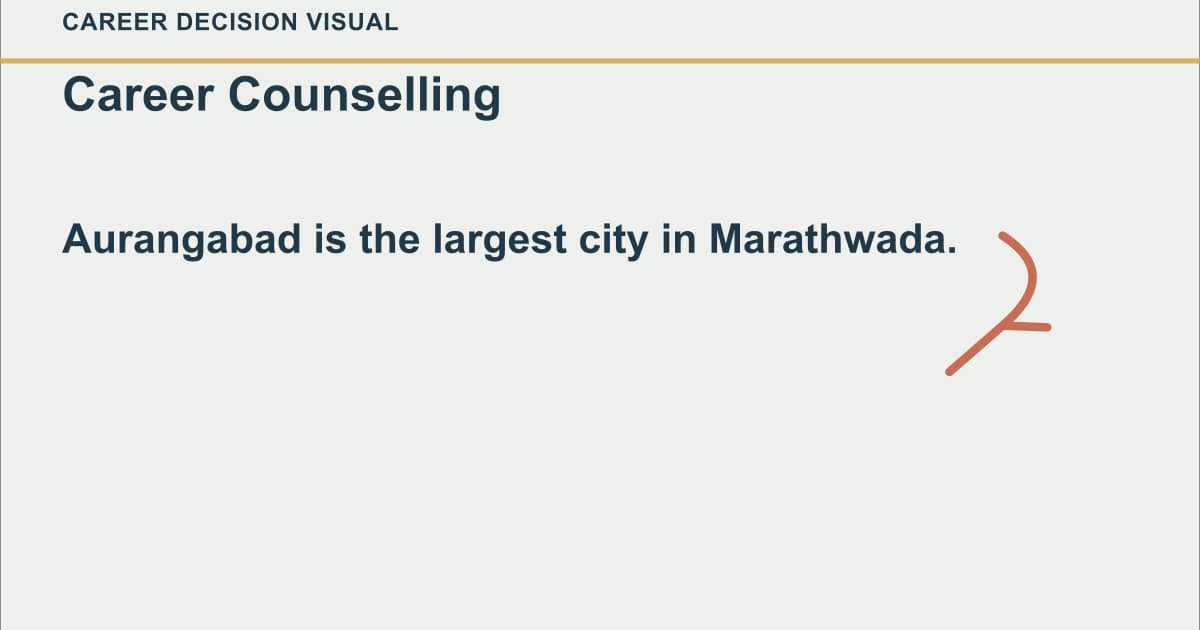 CAREER DECISION VISUAL
Career Counselling
Aurangabad is the largest city in Marathwada.